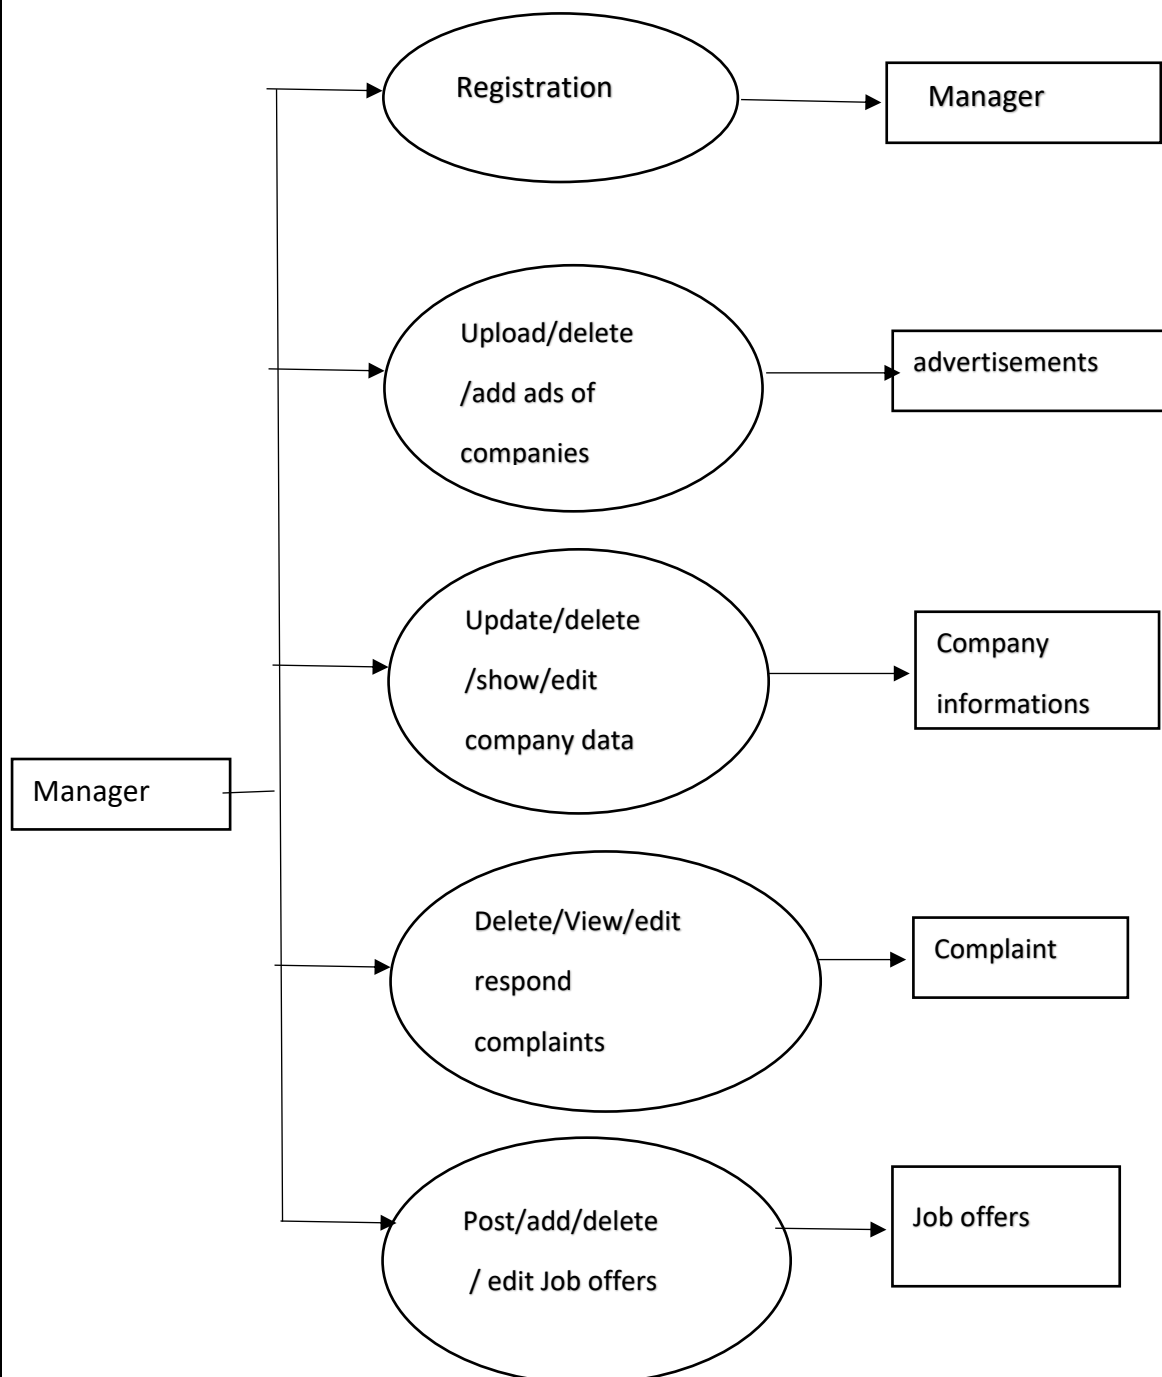 Registration
Manager
Upload/delete
/add ads of
companies
advertisements
Update/delete
/show/edit
company data
Company
informations
Manager
Delete/View/edit
respond
complaints
Complaint
Post/add/delete
/ edit Job offers
Job offers